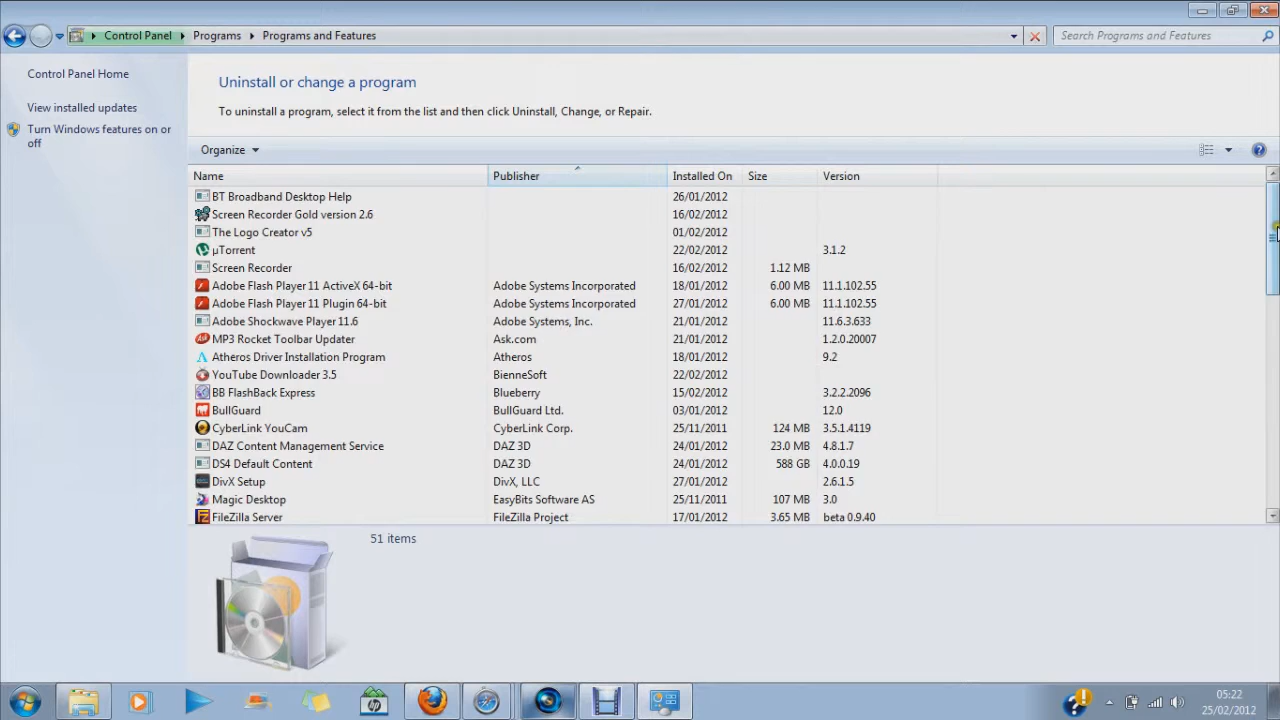 Control Panel Programs Programs and Features Search Programs and Features
Control Panel Home
View installed updates
Turn Windows features on or
off
Uninstall or change a program
To uninstall a program, select it from the list and then click Uninstall, Change, or Repair.
Organize
Name Publisher Installed On Size Version
BT Broadband Desktop Help 26/01/2012
Screen Recorder Gold version 2.6 16/02/2012
The Logo Creator v5 01/02/2012
µTorrent 22/02/2012 3.1.2
Screen Recorder 16/02/2012 1.12 MB
Adobe Flash Player 11 ActiveX 64-bit Adobe Systems Incorporated 18/01/2012 6.00 MB 11.1.102.55
Adobe Flash Player 11 Plugin 64-bit Adobe Systems Incorporated 27/01/2012 6.00 MB 11.1.102.55
Adobe Shockwave Player 11.6 Adobe Systems, Inc. 21/01/2012 11.6.3.633
MP3 Rocket Toolbar Updater Ask.com 21/01/2012 1.2.0.20007
Atheros Driver Installation Program Atheros 18/01/2012 9.2
YouTube Downloader 3.5 BienneSoft 22/02/2012
BB FlashBack Express Blueberry 15/02/2012 3.2.2.2096
BullGuard BullGuard Ltd. 03/01/2012 12.0
CyberLink YouCam CyberLink Corp. 25/11/2011 124 MB 3.5.1.4119
DAZ Content Management Service DAZ 3D 24/01/2012 23.0 MB 4.8.1.7
DS4 Default Content DAZ 3D 24/01/2012 588 GB 4.0.0.19
DivX Setup DivX, LLC 27/01/2012 2.6.1.5
Magic Desktop EasyBits Software AS 25/11/2011 107 MB 3.0
FileZilla Server FileZilla Project 17/01/2012 3.65 MB beta 0.9.40
51 items
05:22
25/02/2012